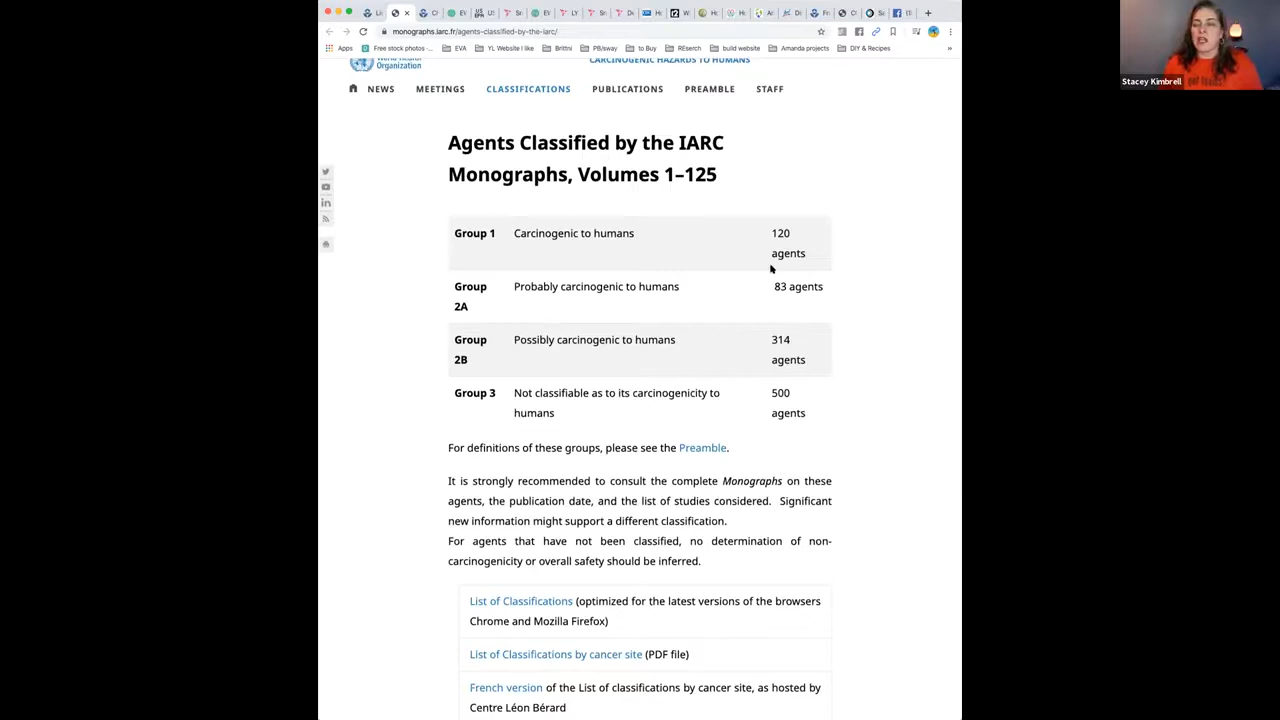 monographs.iarc.fr/agents-classified-by-the-iarc/
Apps Free stock photos - EVA YL Website I like Brittni PB/sway to Buy REserch build website Amanda projects DIY & Recipes »
World Health
Organization
CARCINOGENIC HAZARDS TO HUMANS
NEWS MEETINGS CLASSIFICATIONS PUBLICATIONS PREAMBLE STAFF
Agents Classified by the IARC
Monographs, Volumes 1–125
Group 1 Carcinogenic to humans 120
agents
Group Probably carcinogenic to humans 83 agents
2A
Group Possibly carcinogenic to humans 314
2B agents
Group 3 Not classifiable as to its carcinogenicity to 500
humans agents
For definitions of these groups, please see the Preamble.
It is strongly recommended to consult the complete Monographs on these
agents, the publication date, and the list of studies considered. Significant
new information might support a different classification.
For agents that have not been classified, no determination of non-
carcinogenicity or overall safety should be inferred.
List of Classifications (optimized for the latest versions of the browsers
Chrome and Mozilla Firefox)
List of Classifications by cancer site (PDF file)
French version of the List of classifications by cancer site, as hosted by
Centre Léon Bérard
Stacey Kimbrell